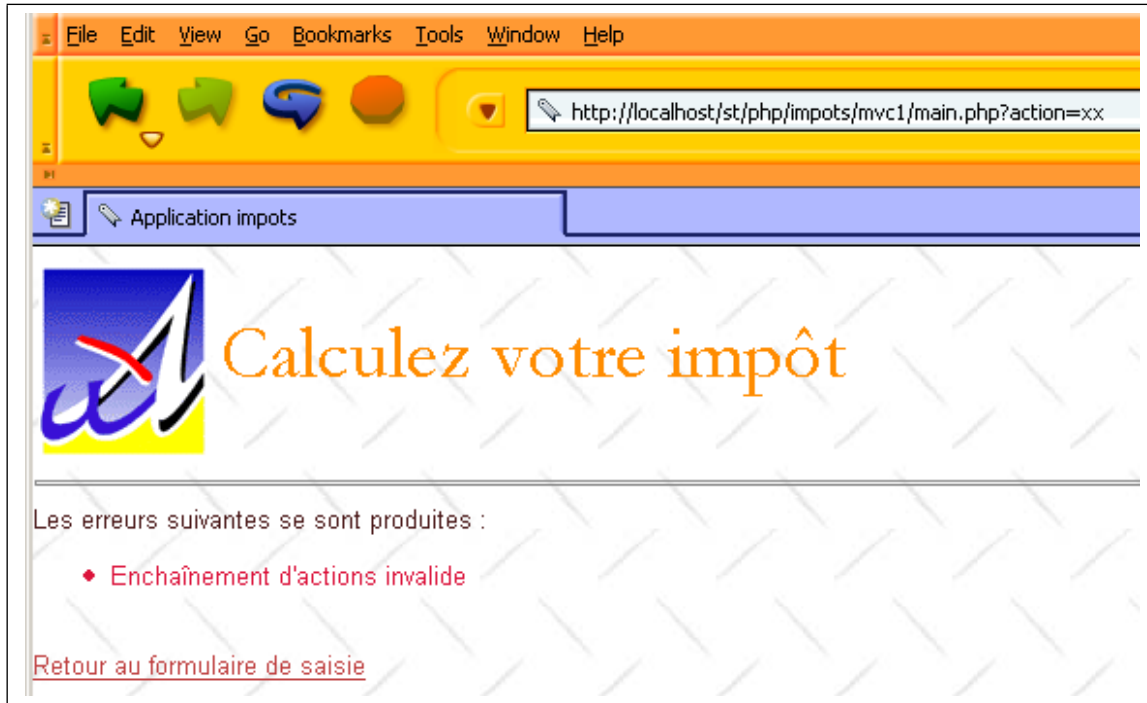 File Edit View Go Bookmarks Tools Window Help
http://localhost/st/php/impots/mvc1/main.php?action=xx
Application impots
Calculez votre impôt
Les erreurs suivantes se sont produites :
Enchaînement d'actions invalide
Retour au formulaire de saisie